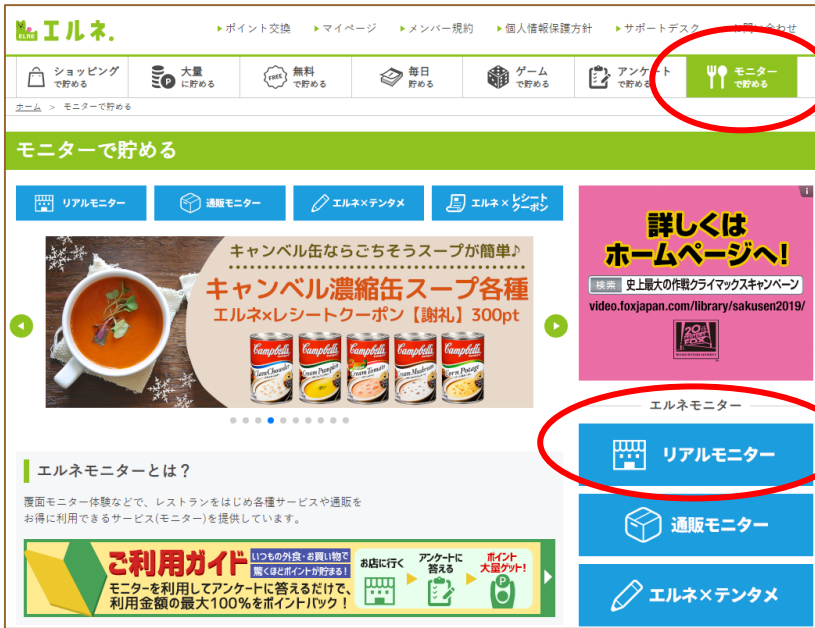 ELNE
エルネ.
▶ポイント交換 ▶マイページ ▶メンバー規約 ▶個人情報保護方針 ▶サポートデスク お問い合わせ
ショッピング
で貯める
大量
に貯める
FREE
無料
で貯める
毎日
貯める
ゲーム
で貯める
アンケート
で貯める
モニター
で貯める
ホーム > モニターで貯める
モニターで貯める
リアルモニター
通販モニター
エルネ×テンタメ
エルネ×レシートクーポン
キャンベル缶ならごちそうスープが簡単♪
キャンベル濃縮缶スープ各種
エルネ×レシートクーポン【謝礼】300pt
Campbell's Campbell's Campbell's Campbell's Campbell's
Clam Chowder Cream Pumpkin Cream Tomato Cream Mushroom Corn Potage
詳しくは
ホームページへ!
検索 史上最大の作戦クライマックスキャンペーン
video.foxjapan.com/library/sakusen2019/
20th
CENTURY
FOX
エルネモニター
リアルモニター
通販モニター
エルネ×テンタメ
エルネモニターとは？
覆面モニター体験などで、レストランをはじめ各種サービスや通販を
お得に利用できるサービス(モニター)を提供しています。
ご利用ガイド
いつもの外食・お買い物で
驚くほどポイントが貯まる！
モニターを利用してアンケートに答えるだけで、
利用金額の最大100%をポイントバック！
お店に行く
アンケートに
答える
ポイント
大量ゲット!